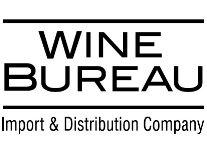 WINE
BUREAU
Import & Distribution Company